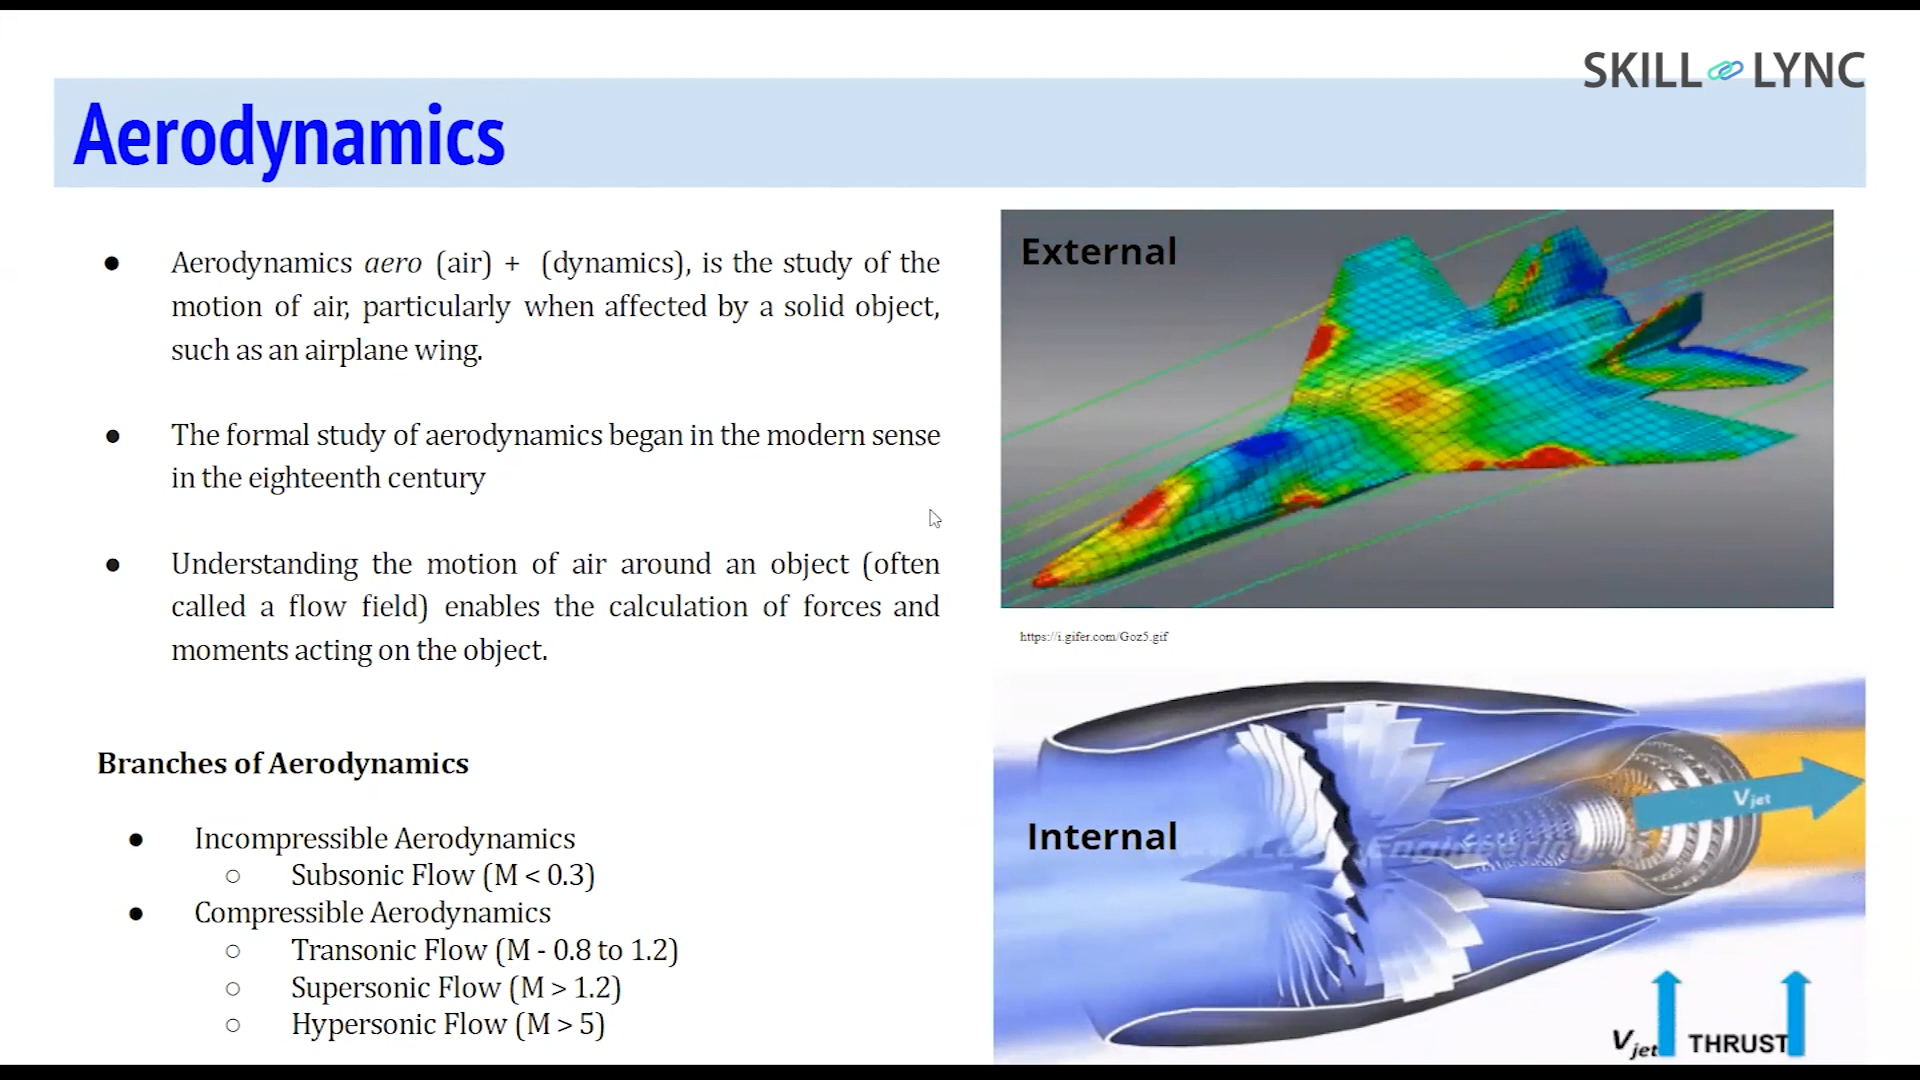 SKILL LYNC
Aerodynamics
● Aerodynamics aero (air) + (dynamics), is the study of the
motion of air, particularly when affected by a solid object,
such as an airplane wing.
● The formal study of aerodynamics began in the modern sense
in the eighteenth century
● Understanding the motion of air around an object (often
called a flow field) enables the calculation of forces and
moments acting on the object.
Branches of Aerodynamics
● Incompressible Aerodynamics
○ Subsonic Flow (M < 0.3)
● Compressible Aerodynamics
○ Transonic Flow (M - 0.8 to 1.2)
○ Supersonic Flow (M > 1.2)
○ Hypersonic Flow (M > 5)
External
https://i.gifer.com/Goz5.gif
Internal
Engineering
Vjet
Vjet THRUST